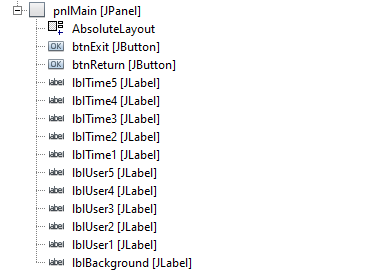 pnlMain [JPanel]
AbsoluteLayout
OK btnExit [JButton]
OK btnReturn [JButton]
label lblTime5 [JLabel]
label lblTime4 [JLabel]
label lblTime3 [JLabel]
label lblTime2 [JLabel]
label lblTime1 [JLabel]
label lblUser5 [JLabel]
label lblUser4 [JLabel]
label lblUser3 [JLabel]
label lblUser2 [JLabel]
label lblUser1 [JLabel]
label lblBackground [JLabel]